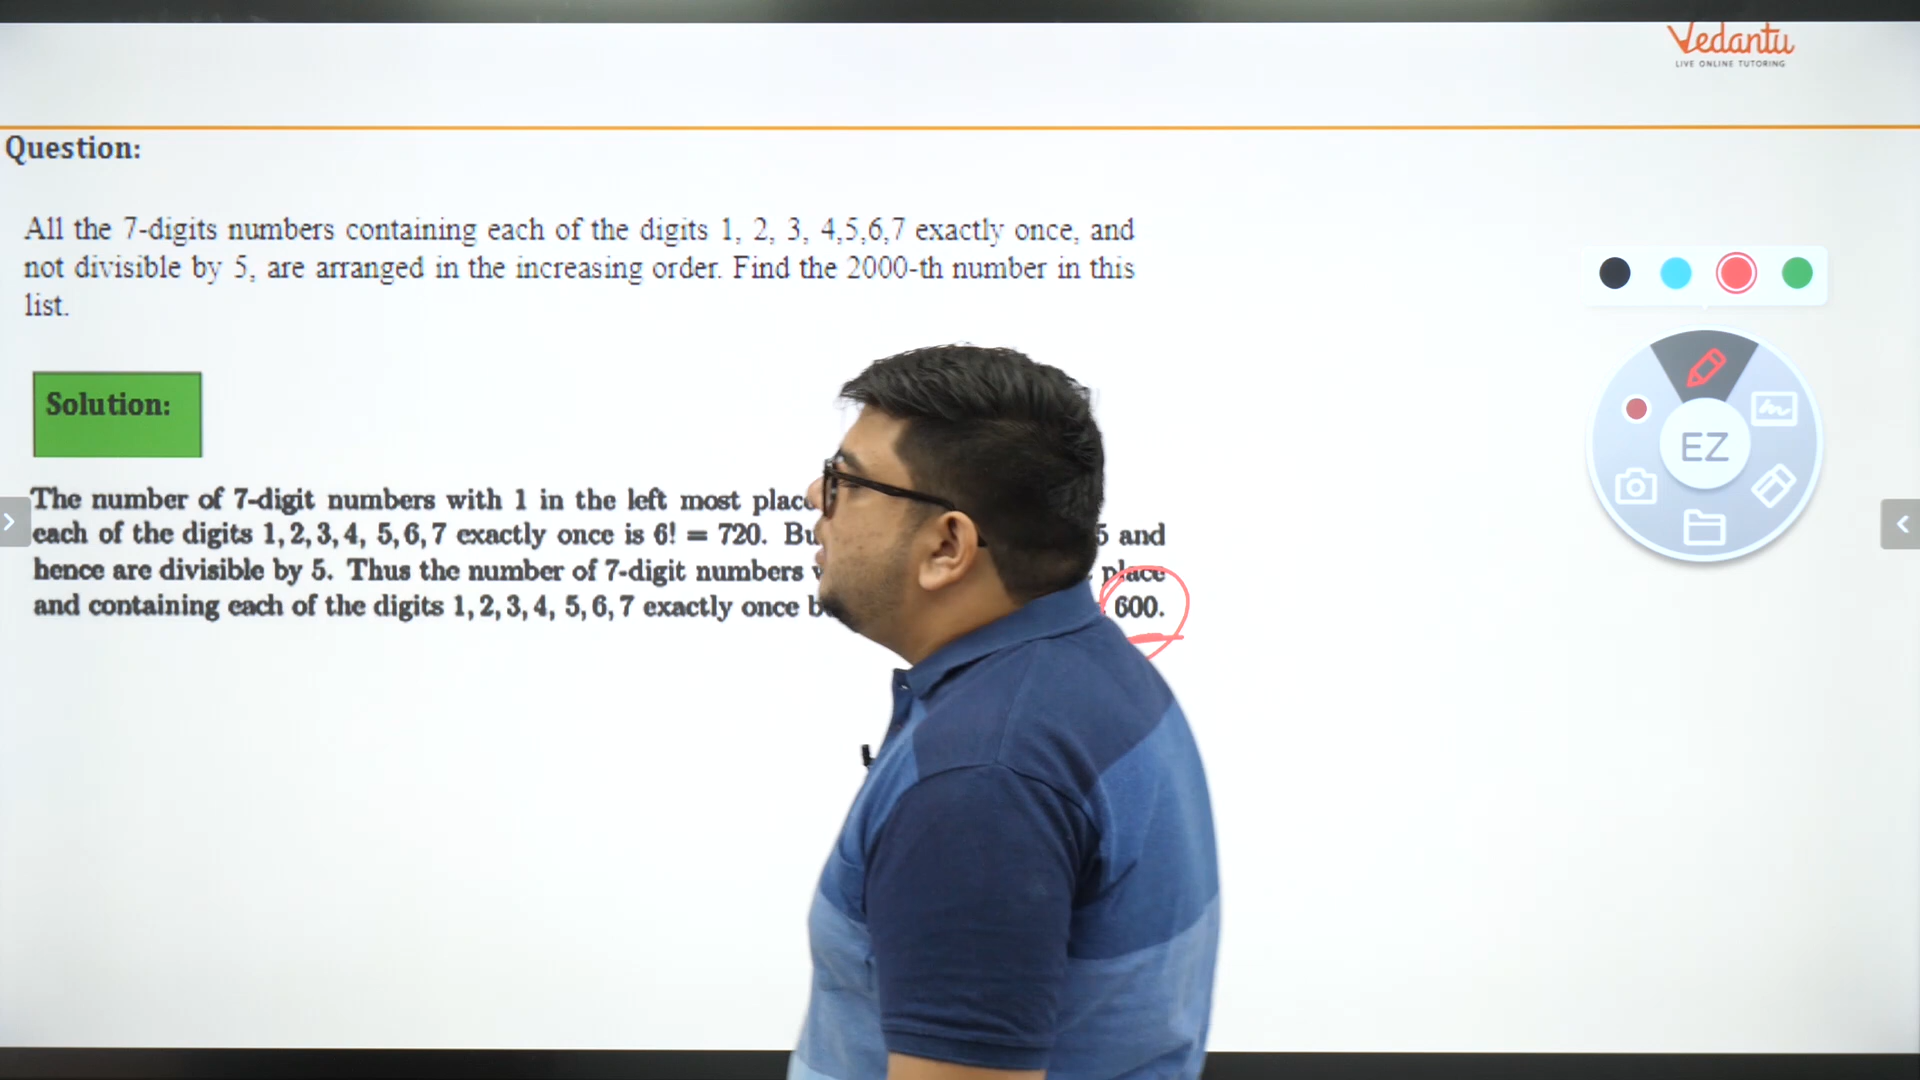 Vedantu
LIVE ONLINE TUTORING
Question:
All the 7-digits numbers containing each of the digits 1, 2, 3, 4,5,6,7 exactly once, and
not divisible by 5, are arranged in the increasing order. Find the 2000-th number in this
list.
Solution:
The number of 7-digit numbers with 1 in the left most
each of the digits 1, 2, 3, 4, 5, 6, 7 exactly once is 6! = 720. 5 and
hence are divisible by 5. Thus the number of 7-digit numbers place
and containing each of the digits 1, 2, 3, 4, 5, 6, 7 exactly once 600.
EZ